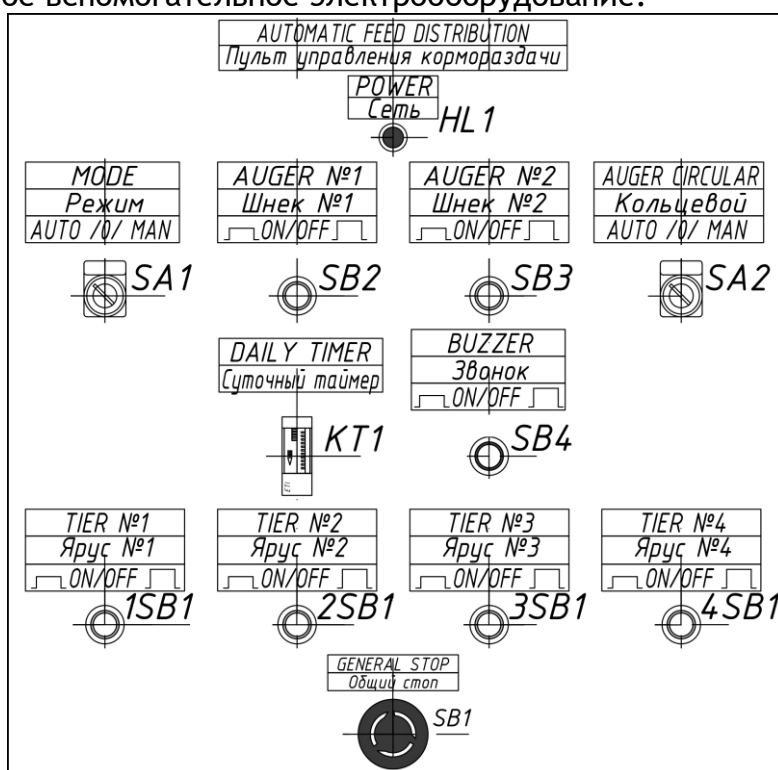 ое вспомогательное электрооборудование.
AUTOMATIC FEED DISTRIBUTION
Пульт управления кормораздачи
POWER
Сеть
HL1
MODE
Режим
AUTO /0/ MAN
SA1
AUGER №1
Шнек №1
ON/OFF
SB2
AUGER №2
Шнек №2
ON/OFF
SB3
AUGER CIRCULAR
Кольцевой
AUTO /0/ MAN
SA2
DAILY TIMER
Суточный таймер
KT1
ETI
BUZZER
Звонок
ON/OFF
SB4
TIER №1
Ярус №1
ON/OFF
1SB1
TIER №2
Ярус №2
ON/OFF
2SB1
TIER №3
Ярус №3
ON/OFF
3SB1
TIER №4
Ярус №4
ON/OFF
4SB1
GENERAL STOP
Общий стоп
SB1